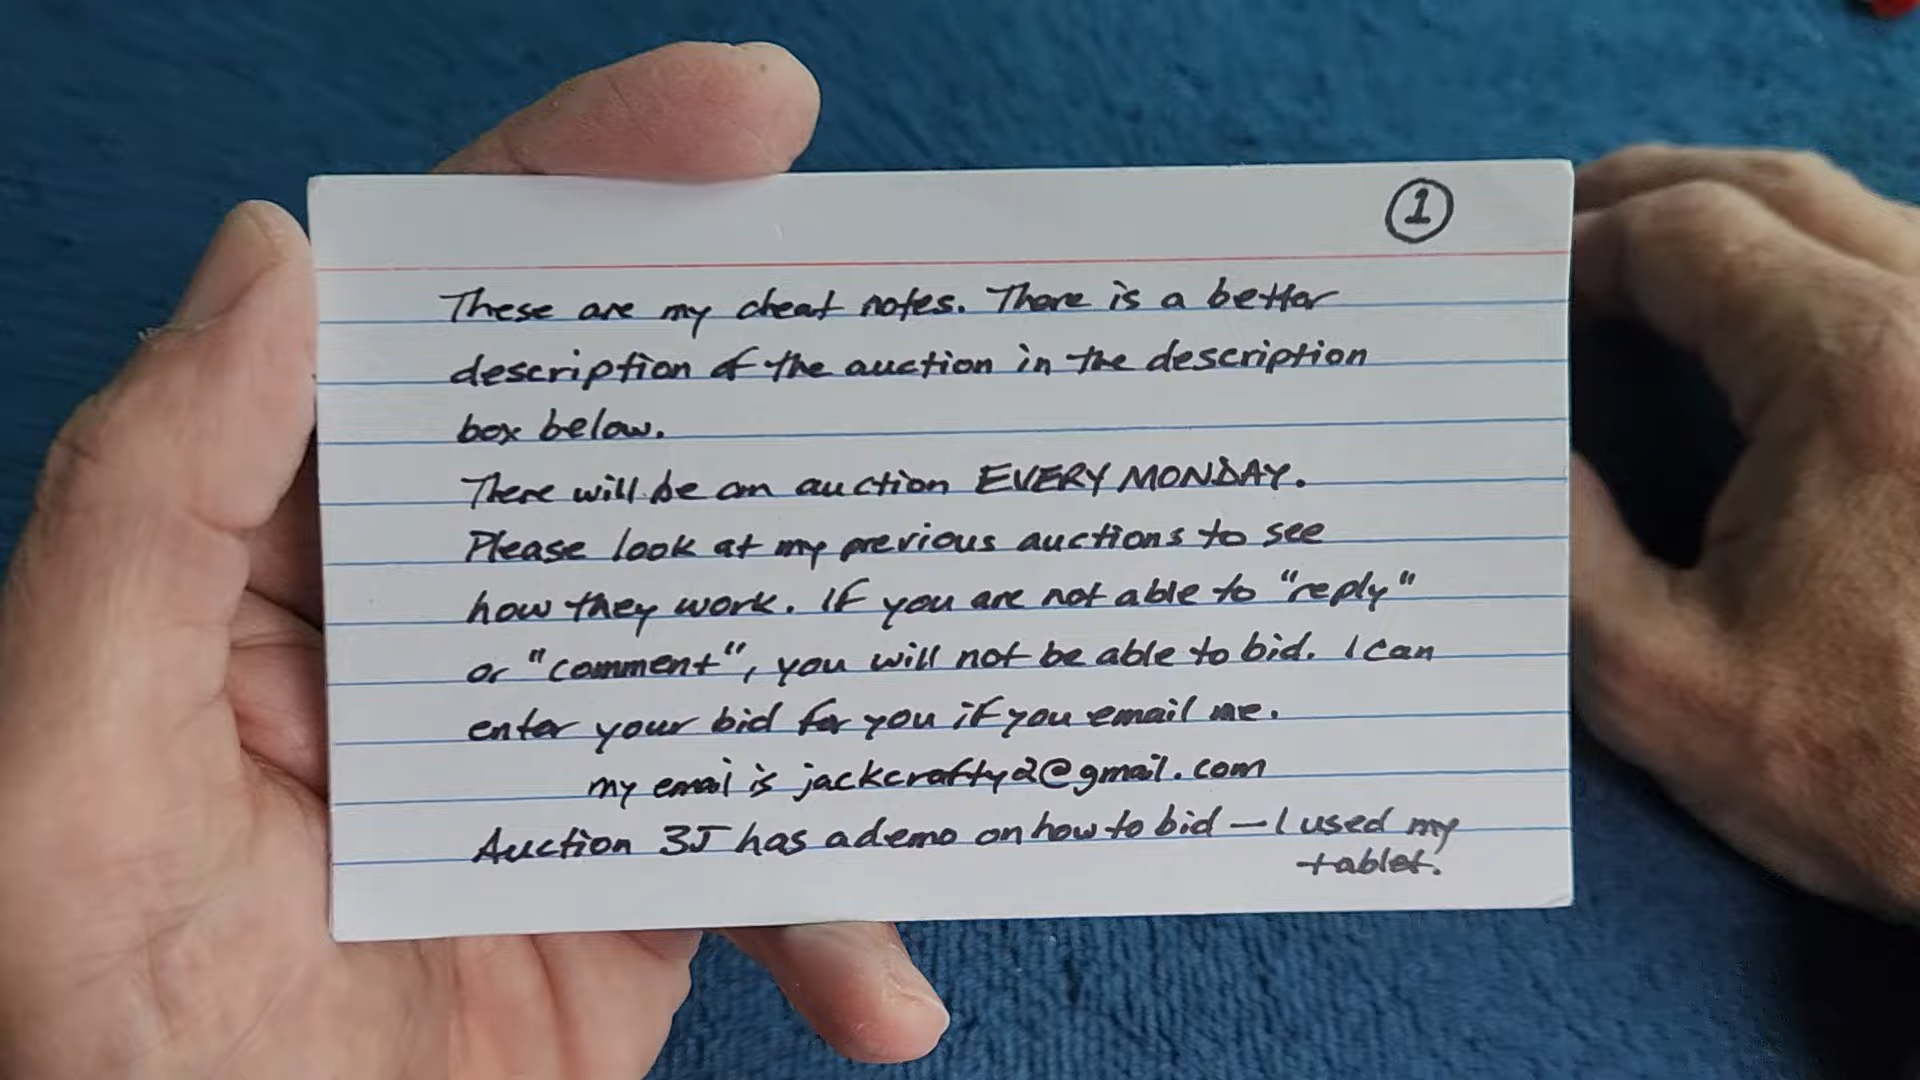 1
These are my cheat notes. There is a better
description of the auction in the description
box below.
There will be an auction EVERY MONDAY.
Please look at my previous auctions to see
how they work. If you are not able to "reply"
or "comment", you will not be able to bid. I can
enter your bid for you if you email me.
my email is jackcrafty2@gmail.com
Auction 3J has a demo on how to bid — I used my
tablet.